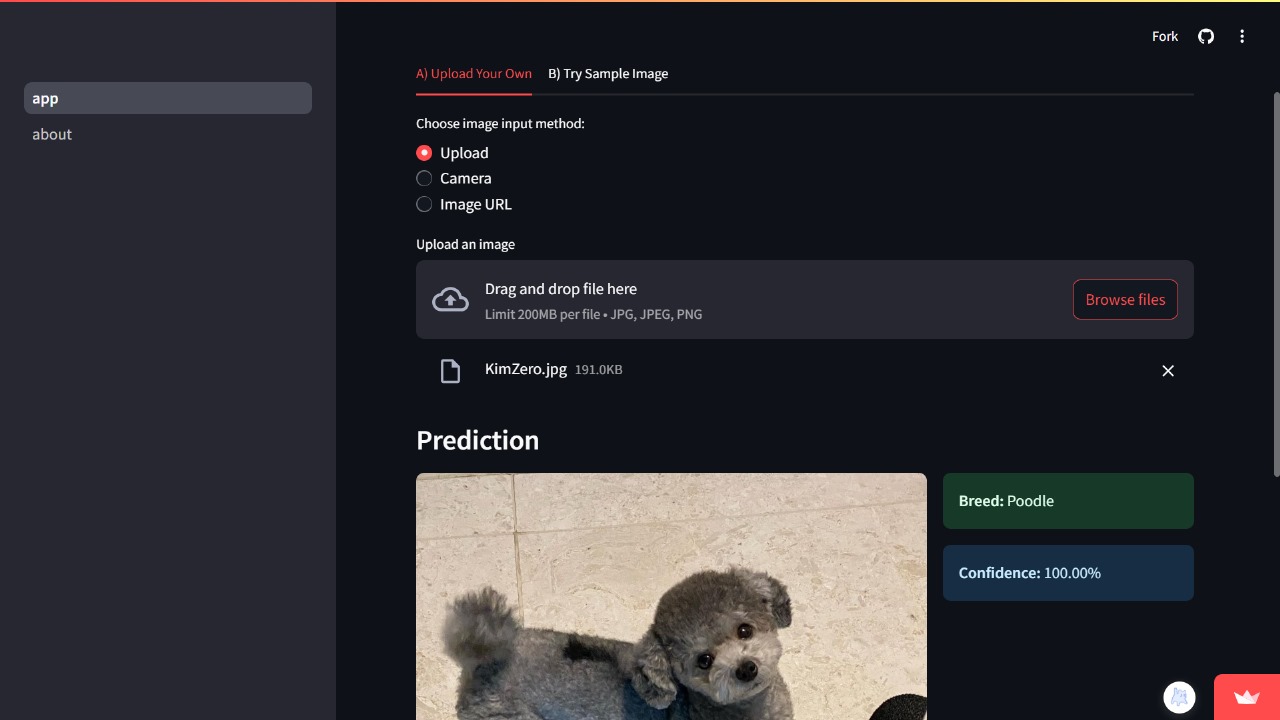 Fork
app
about
A) Upload Your Own
B) Try Sample Image
Choose image input method:
Upload
Camera
Image URL
Upload an image
Drag and drop file here
Limit 200MB per file • JPG, JPEG, PNG
Browse files
KimZero.jpg 191.0KB
Prediction
Breed: Poodle
Confidence: 100.00%